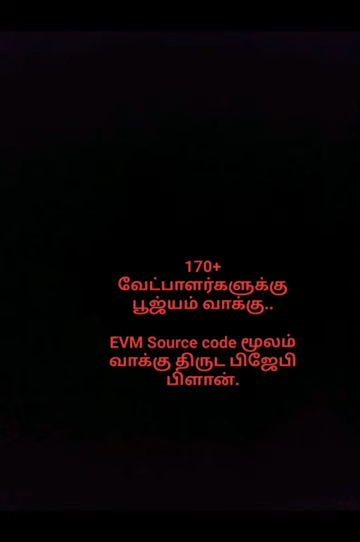 170+
வேட்பாளர்களுக்கு
பூஜ்யம் வாக்கு..
EVM Source code மூலம்
வாக்கு திருட பிஜேபி
பிளான்.